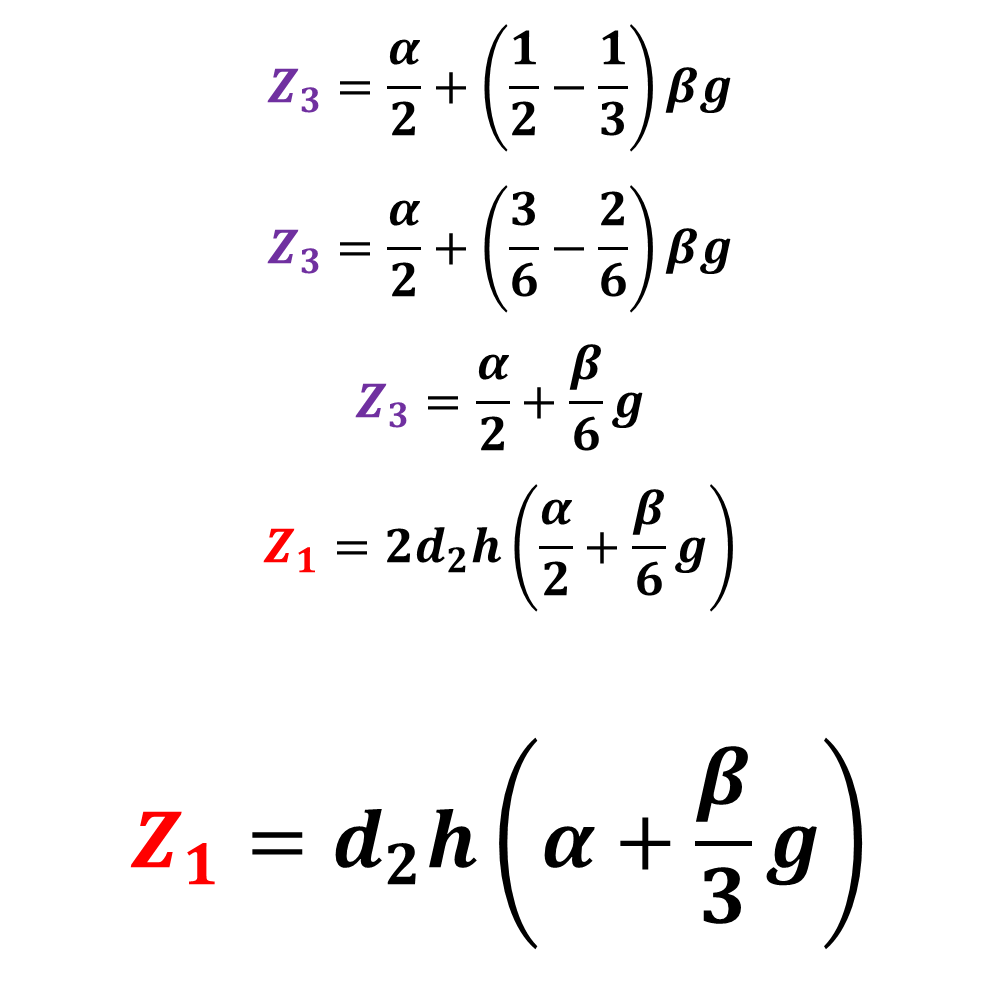 Z₃ = α/2 + (1/2 − 1/3) βg
Z₃ = α/2 + (3/6 − 2/6) βg
Z₃ = α/2 + β/6 g
Z₁ = 2d₂h (α/2 + β/6 g)
Z₁ = d₂h (α + β/3 g)